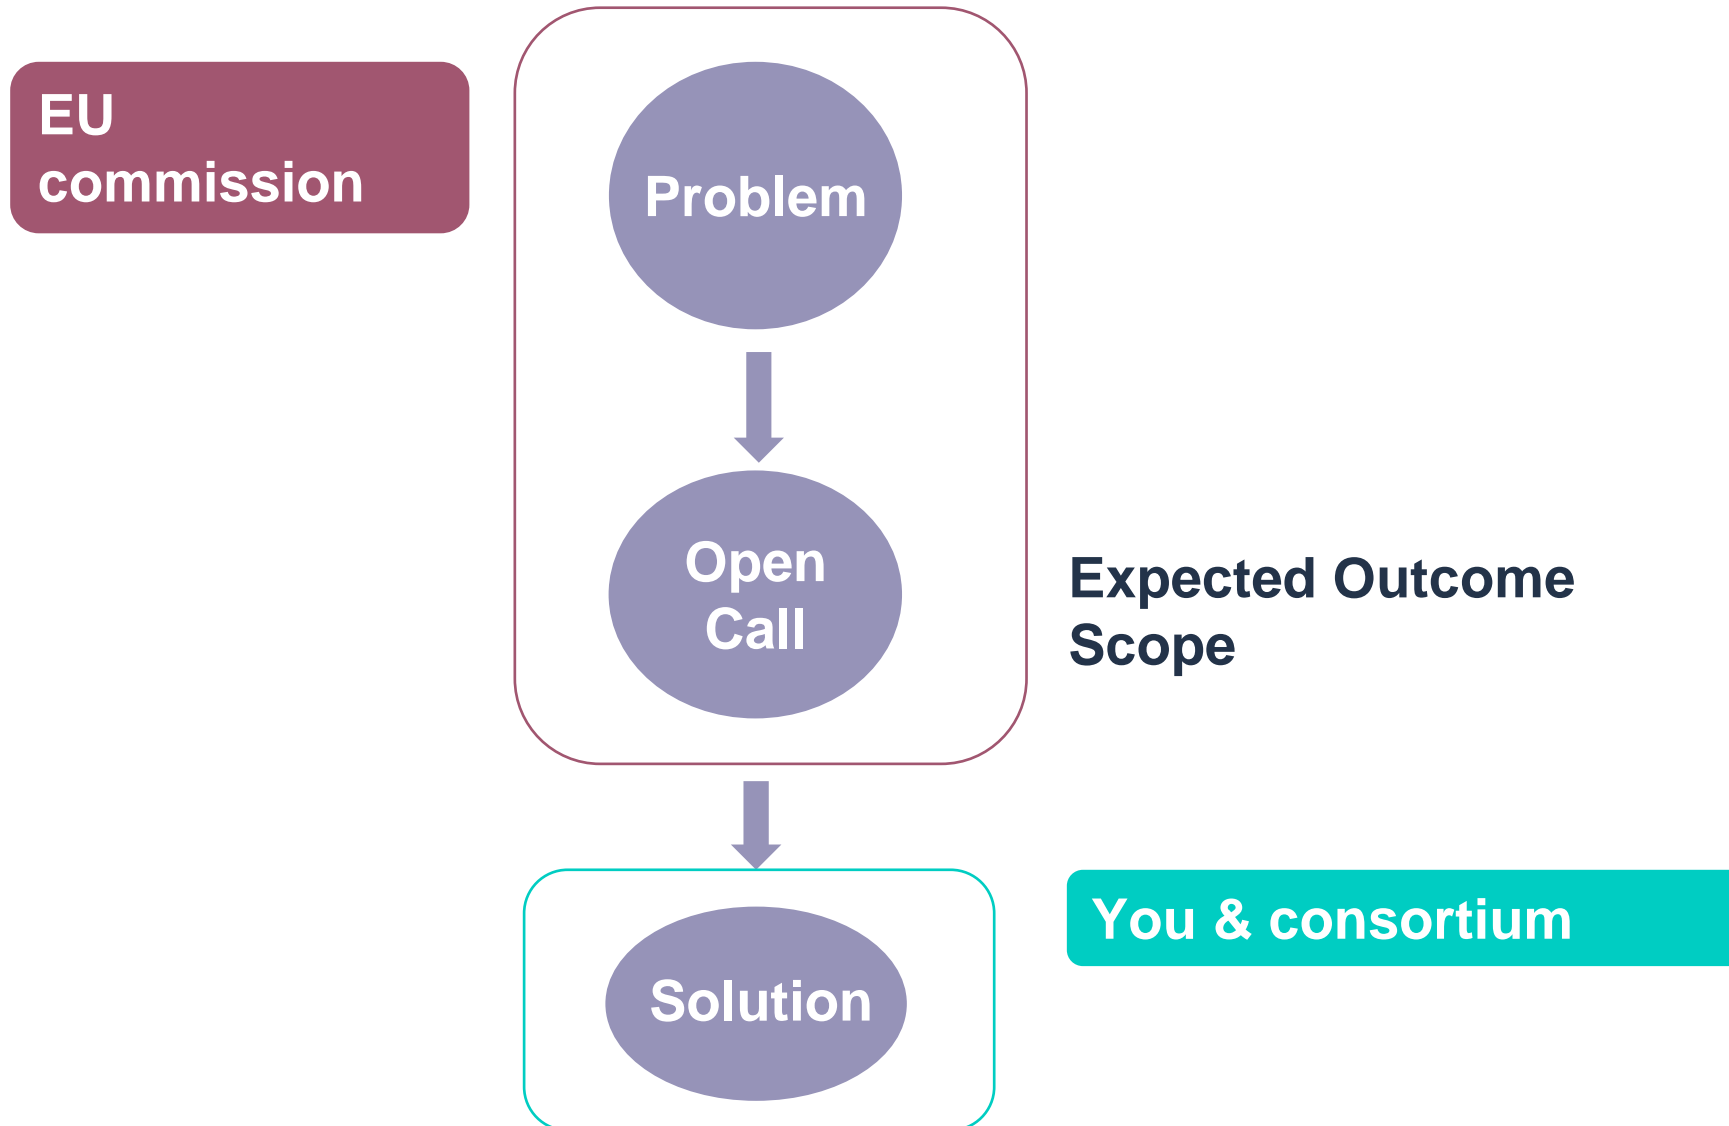 EU
commission
Problem
Open
Call
Expected Outcome
Scope
You & consortium
Solution